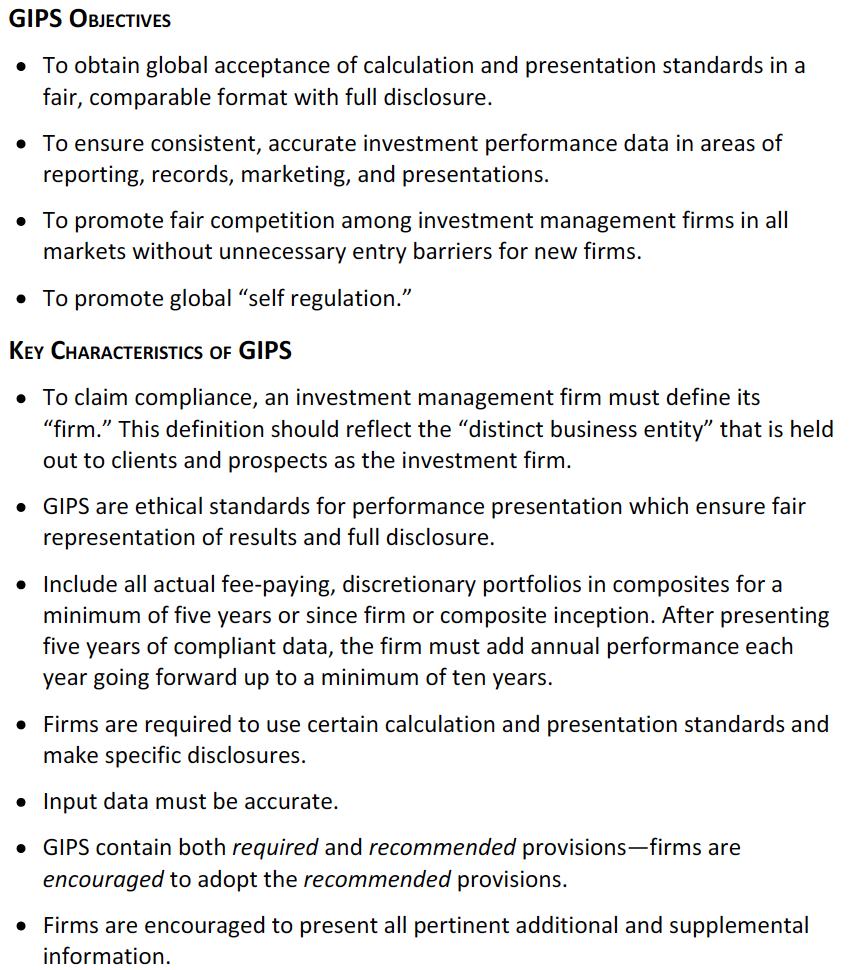 GIPS Objectives
• To obtain global acceptance of calculation and presentation standards in a
fair, comparable format with full disclosure.
• To ensure consistent, accurate investment performance data in areas of
reporting, records, marketing, and presentations.
• To promote fair competition among investment management firms in all
markets without unnecessary entry barriers for new firms.
• To promote global “self regulation.”
Key Characteristics of GIPS
• To claim compliance, an investment management firm must define its
“firm.” This definition should reflect the “distinct business entity” that is held
out to clients and prospects as the investment firm.
• GIPS are ethical standards for performance presentation which ensure fair
representation of results and full disclosure.
• Include all actual fee-paying, discretionary portfolios in composites for a
minimum of five years or since firm or composite inception. After presenting
five years of compliant data, the firm must add annual performance each
year going forward up to a minimum of ten years.
• Firms are required to use certain calculation and presentation standards and
make specific disclosures.
• Input data must be accurate.
• GIPS contain both required and recommended provisions—firms are
encouraged to adopt the recommended provisions.
• Firms are encouraged to present all pertinent additional and supplemental
information.